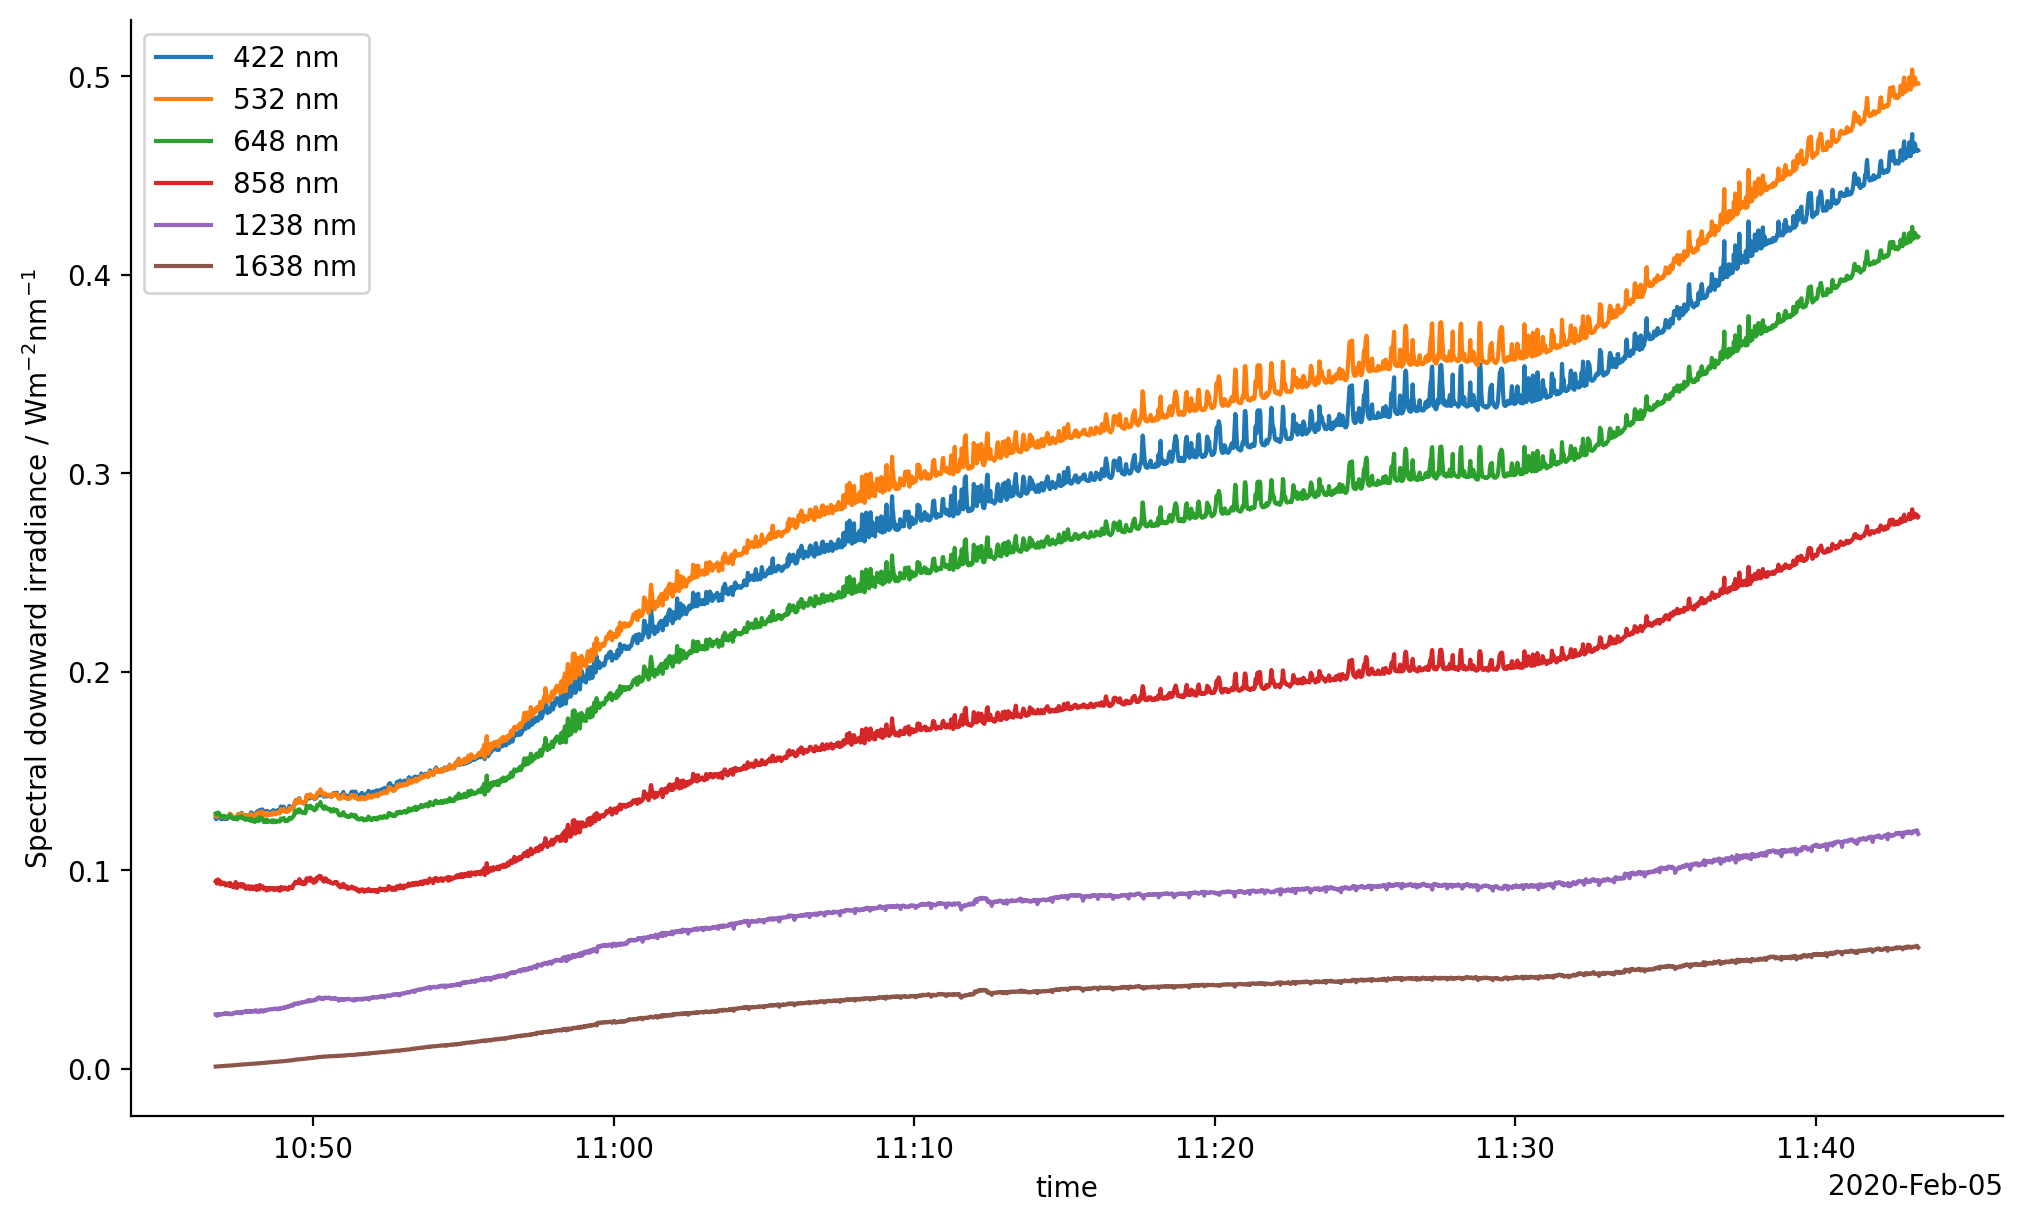 422 nm
532 nm
648 nm
858 nm
1238 nm
1638 nm
Spectral downward irradiance / Wm⁻²nm⁻¹
0.5
0.4
0.3
0.2
0.1
0.0
10:50 11:00 11:10 11:20 11:30 11:40
time
2020-Feb-05